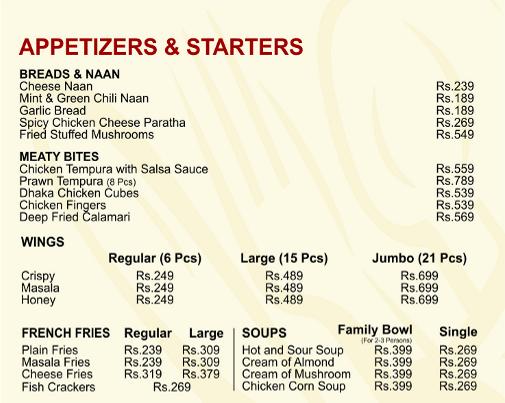 APPETIZERS & STARTERS
BREADS & NAAN
Cheese Naan Rs.239
Mint & Green Chili Naan Rs.189
Garlic Bread Rs.189
Spicy Chicken Cheese Paratha Rs.269
Fried Stuffed Mushrooms Rs.549
MEATY BITES
Chicken Tempura with Salsa Sauce Rs.559
Prawn Tempura (8 Pcs) Rs.789
Dhaka Chicken Cubes Rs.539
Chicken Fingers Rs.539
Deep Fried Calamari Rs.569
WINGS
Regular (6 Pcs) Large (15 Pcs) Jumbo (21 Pcs)
Crispy Rs.249 Rs.489 Rs.699
Masala Rs.249 Rs.489 Rs.699
Honey Rs.249 Rs.489 Rs.699
FRENCH FRIES Regular Large
Plain Fries Rs.239 Rs.309
Masala Fries Rs.239 Rs.309
Cheese Fries Rs.319 Rs.379
Fish Crackers Rs.269
SOUPS Family Bowl Single
(For 2-3 Persons)
Hot and Sour Soup Rs.399 Rs.269
Cream of Almond Rs.399 Rs.269
Cream of Mushroom Rs.399 Rs.269
Chicken Corn Soup Rs.399 Rs.269